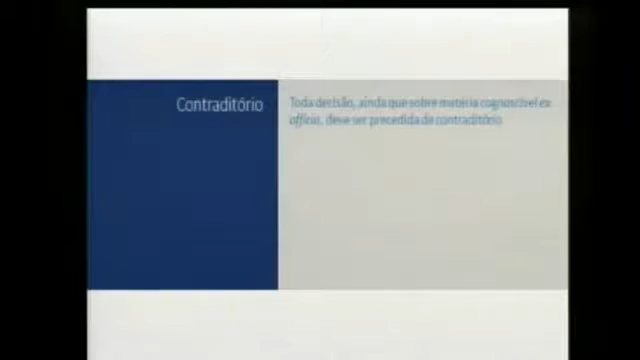 Contraditório
Toda decisão, ainda que sobre matéria cognoscível ex
officio, deve ser precedida de contraditório